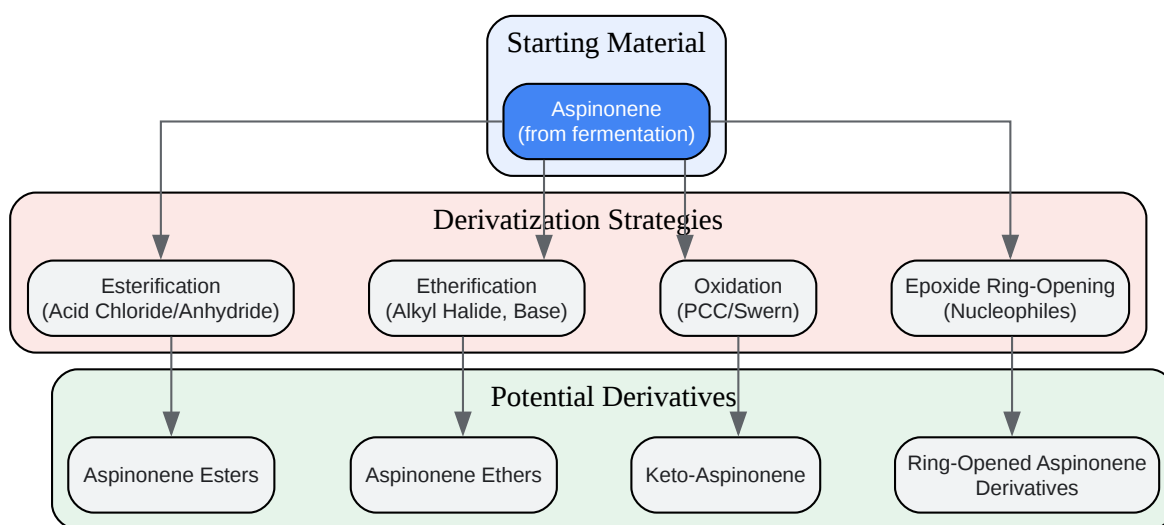 Starting Material
Aspinonene
(from fermentation)
Derivatization Strategies
Esterification
(Acid Chloride/Anhydride)
Etherification
(Alkyl Halide, Base)
Oxidation
(PCC/Swern)
Epoxide Ring-Opening
(Nucleophiles)
Potential Derivatives
Aspinonene Esters
Aspinonene Ethers
Keto-Aspinonene
Ring-Opened Aspinonene
Derivatives